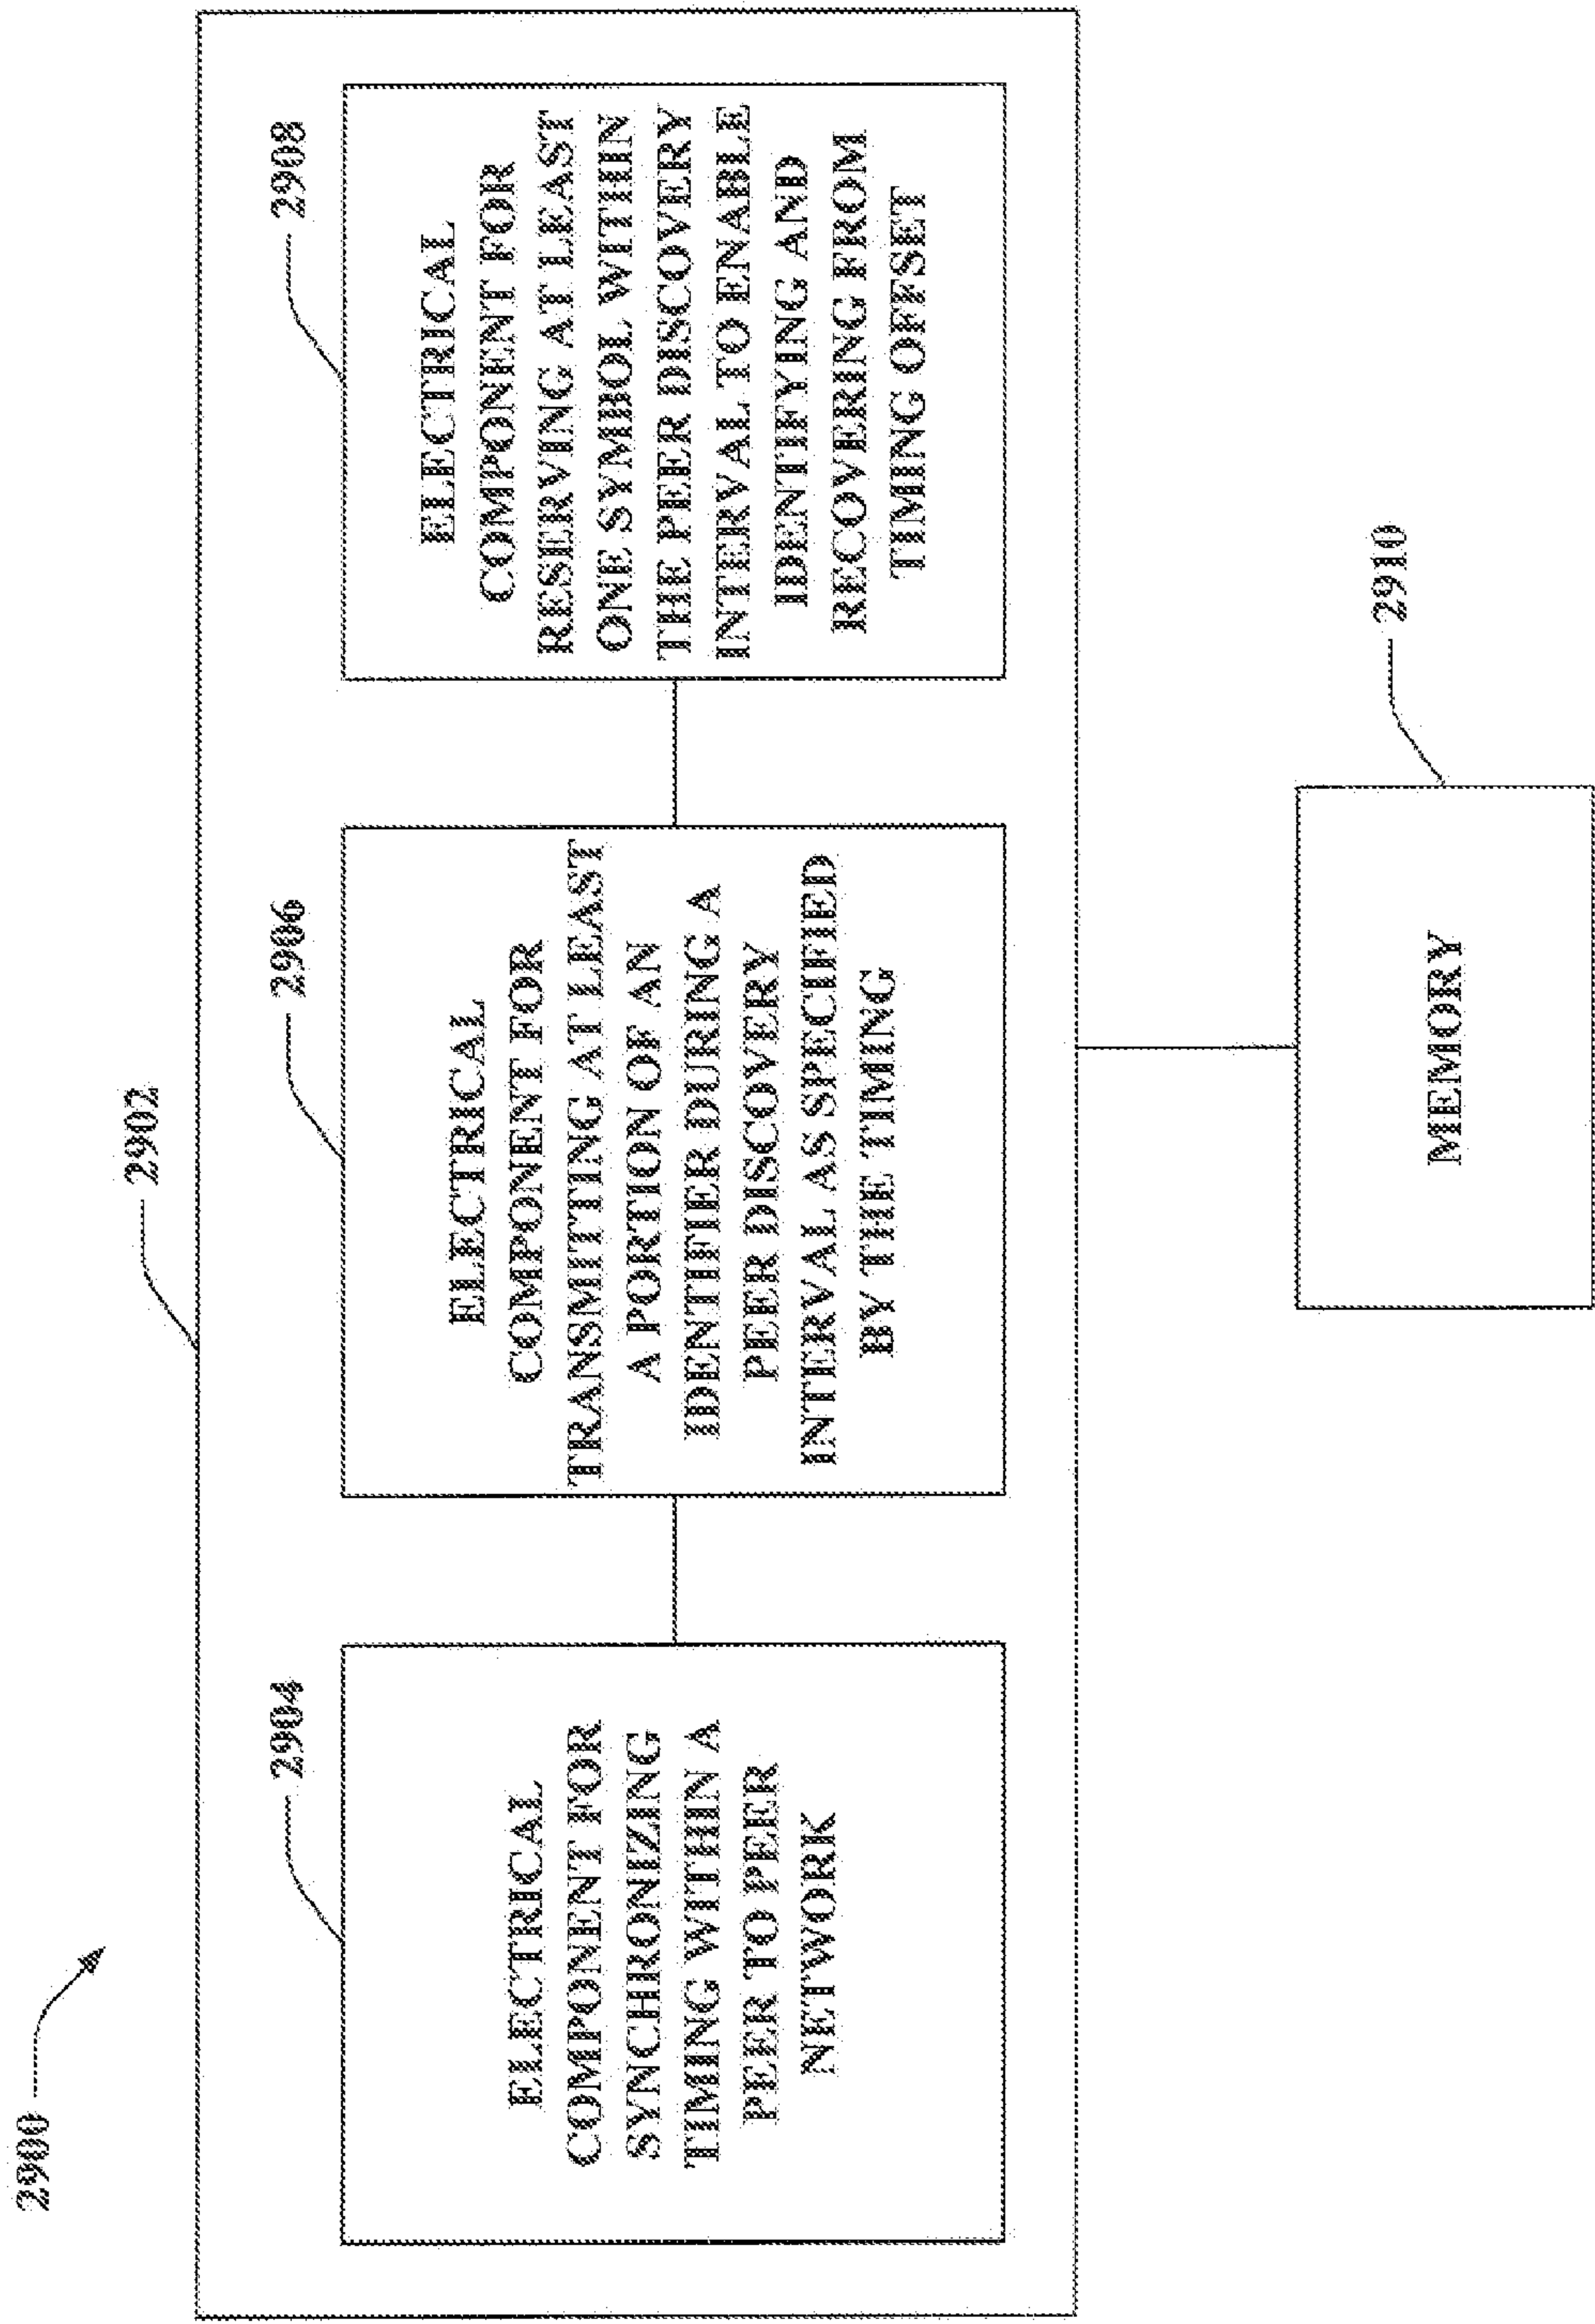 2900
2902
2904
ELECTRICAL
COMPONENT FOR
SYNCHRONIZING
TIMING WITHIN A
PEER TO PEER
NETWORK
2906
ELECTRICAL
COMPONENT FOR
TRANSMITTING AT LEAST
A PORTION OF AN
IDENTIFIER DURING A
PEER DISCOVERY
INTERVAL AS SPECIFIED
BY THE TIMING
2908
ELECTRICAL
COMPONENT FOR
RESERVING AT LEAST
ONE SYMBOL WITHIN
THE PEER DISCOVERY
INTERVAL TO ENABLE
IDENTIFYING AND
RECOVERING FROM
TIMING OFFSET
2910
MEMORY